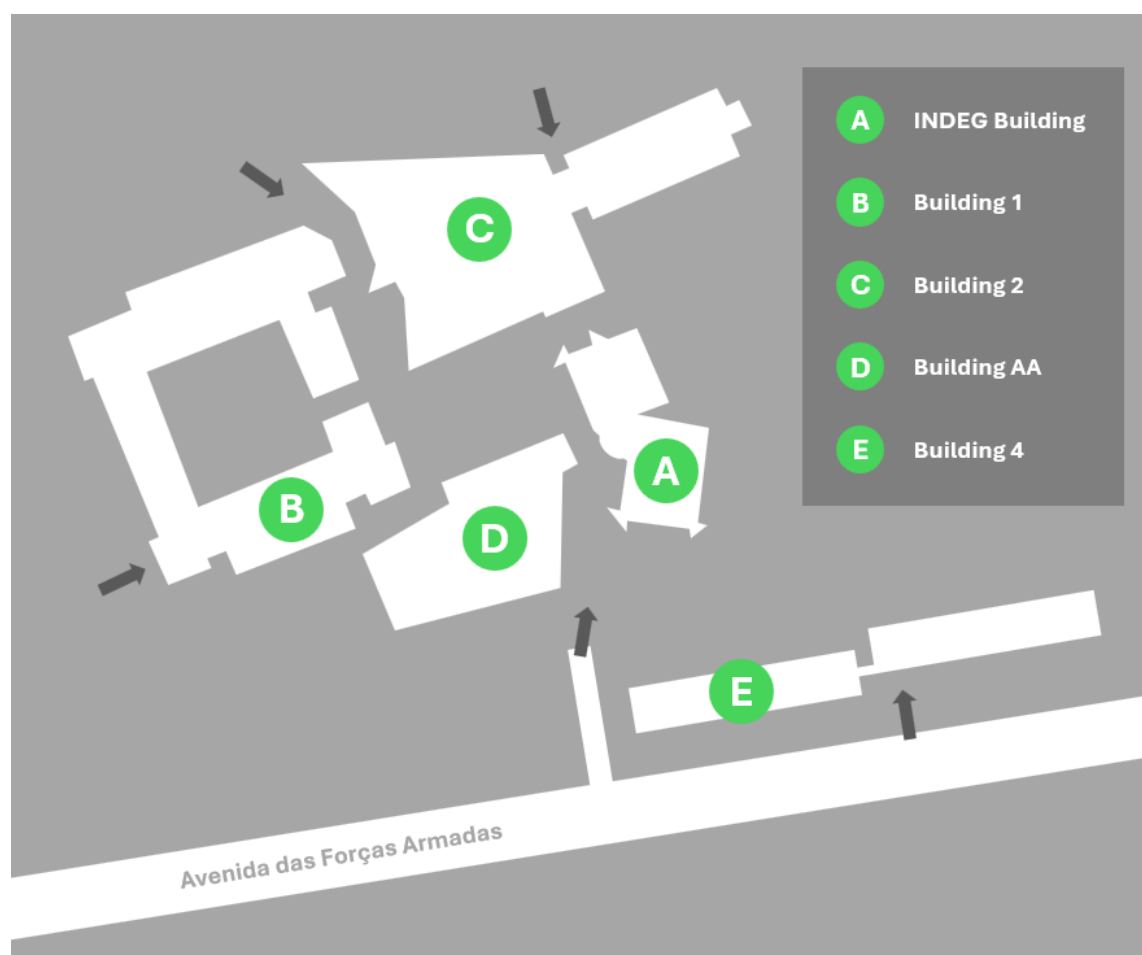 A INDEG Building
B Building 1
C Building 2
D Building AA
E Building 4
C
A
B
D
E
Avenida das Forças Armadas